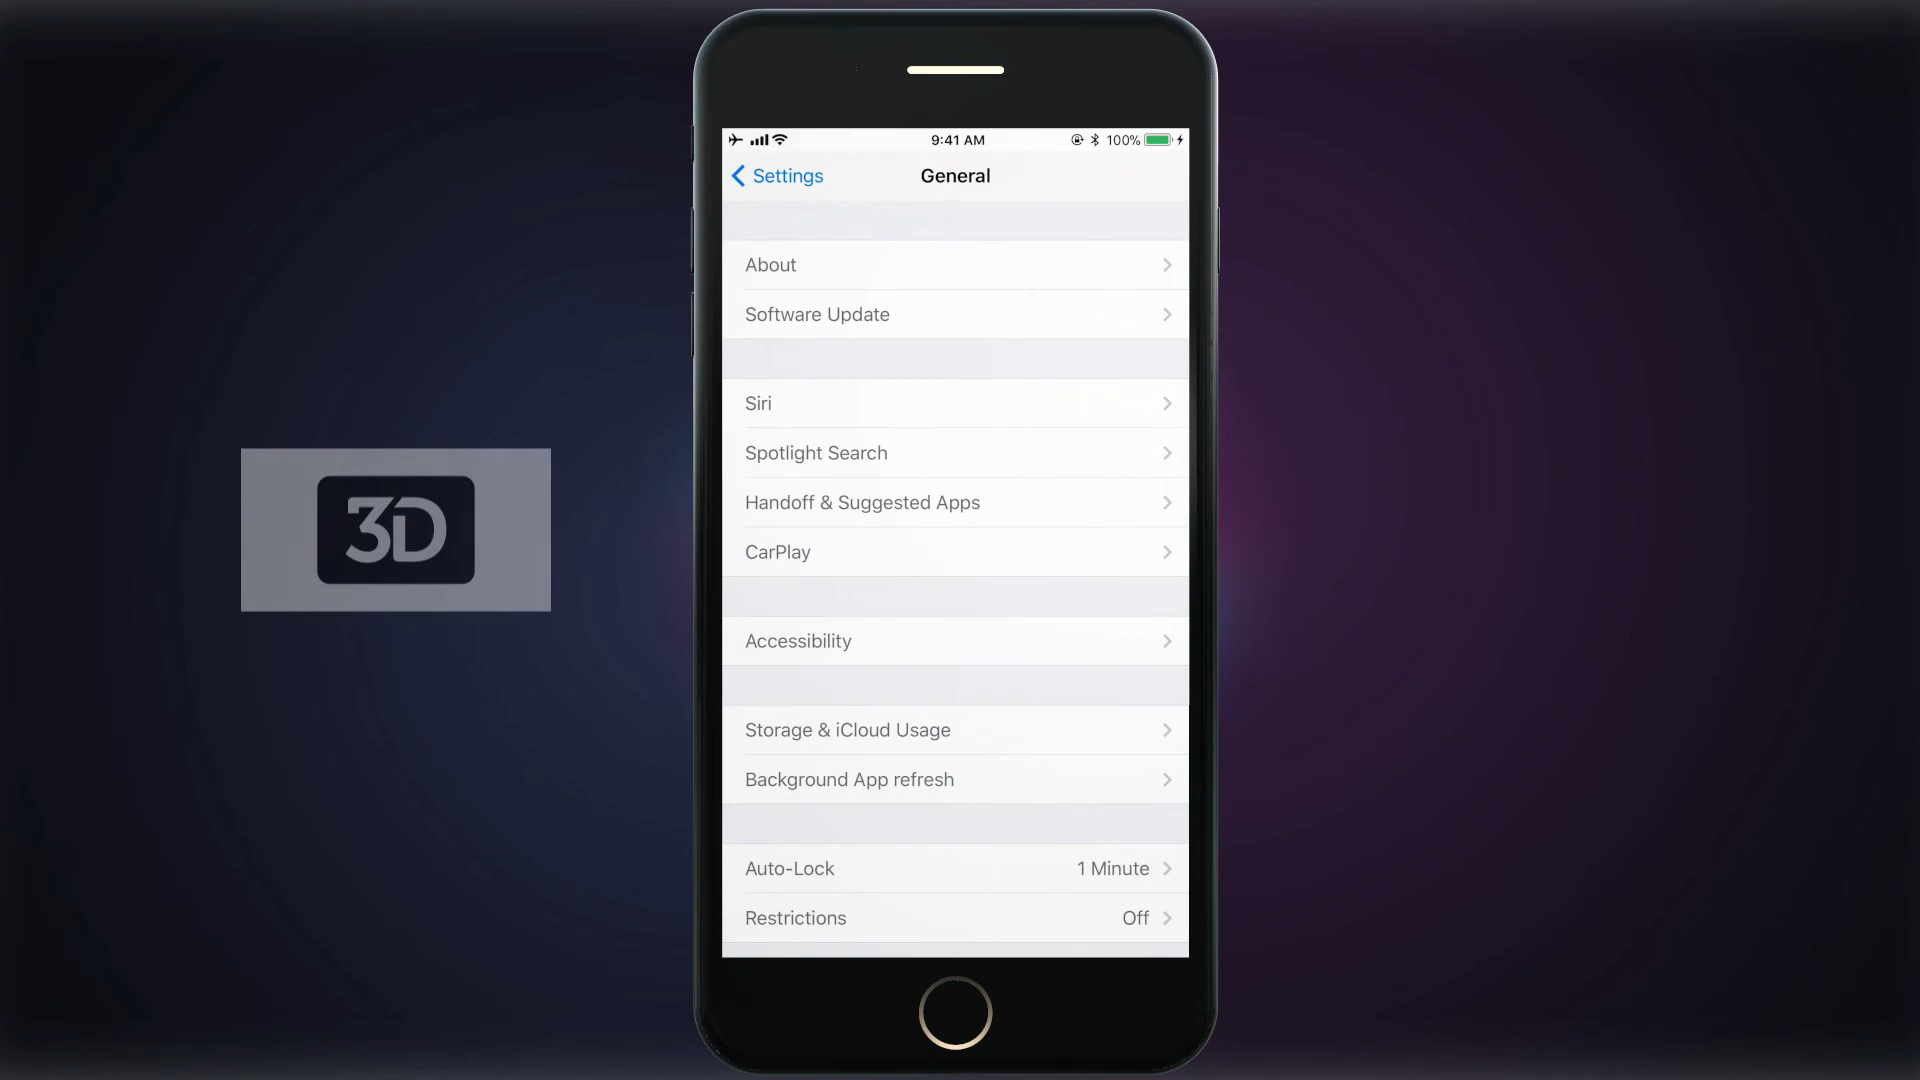 9:41 AM
100%
Settings
General
About
Software Update
Siri
Spotlight Search
Handoff & Suggested Apps
CarPlay
3D
Accessibility
Storage & iCloud Usage
Background App refresh
Auto-Lock 1 Minute
Restrictions Off